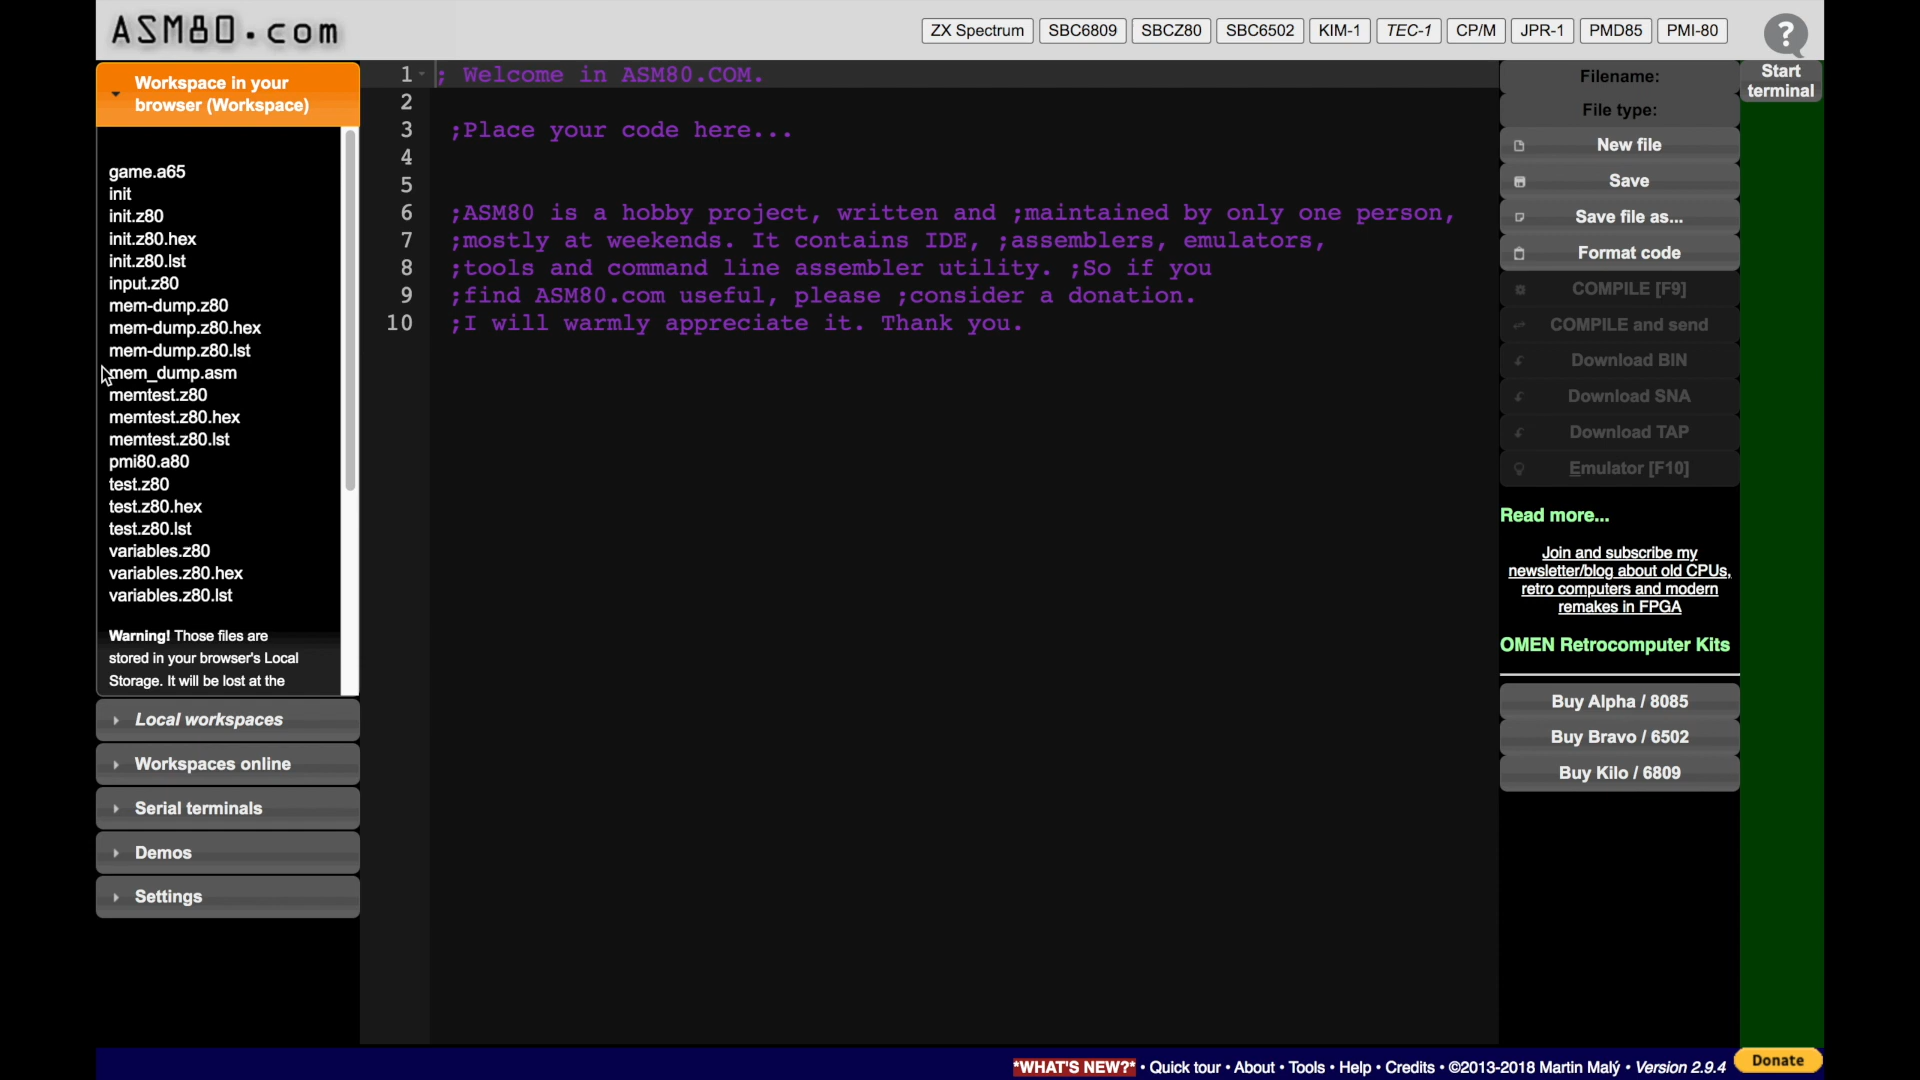 ASM80.com
ZX Spectrum SBC6809 SBCZ80 SBC6502 KIM-1 TEC-1 CP/M JPR-1 PMD85 PMI-80 ?
Workspace in your
browser (Workspace)
game.a65
init
init.z80
init.z80.hex
init.z80.lst
input.z80
mem-dump.z80
mem-dump.z80.hex
mem-dump.z80.lst
mem_dump.asm
memtest.z80
memtest.z80.hex
memtest.z80.lst
pmi80.a80
test.z80
test.z80.hex
test.z80.lst
variables.z80
variables.z80.hex
variables.z80.lst
Warning! Those files are
stored in your browser's Local
Storage. It will be lost at the
Local workspaces
Workspaces online
Serial terminals
Demos
Settings
1 ; Welcome in ASM80.COM.
2
3 ;Place your code here...
4
5
6 ;ASM80 is a hobby project, written and ;maintained by only one person,
7 ;mostly at weekends. It contains IDE, ;assemblers, emulators,
8 ;tools and command line assembler utility. ;So if you
9 ;find ASM80.com useful, please ;consider a donation.
10 ;I will warmly appreciate it. Thank you.
Filename:
File type:
New file
Save
Save file as...
Format code
COMPILE [F9]
COMPILE and send
Download BIN
Download SNA
Download TAP
Emulator [F10]
Read more...
Join and subscribe my
newsletter/blog about old CPUs,
retro computers and modern
remakes in FPGA
OMEN Retrocomputer Kits
Buy Alpha / 8085
Buy Bravo / 6502
Buy Kilo / 6809
Start
terminal
*WHAT'S NEW?* • Quick tour • About • Tools • Help • Credits • ©2013-2018 Martin Malý • Version 2.9.4
Donate